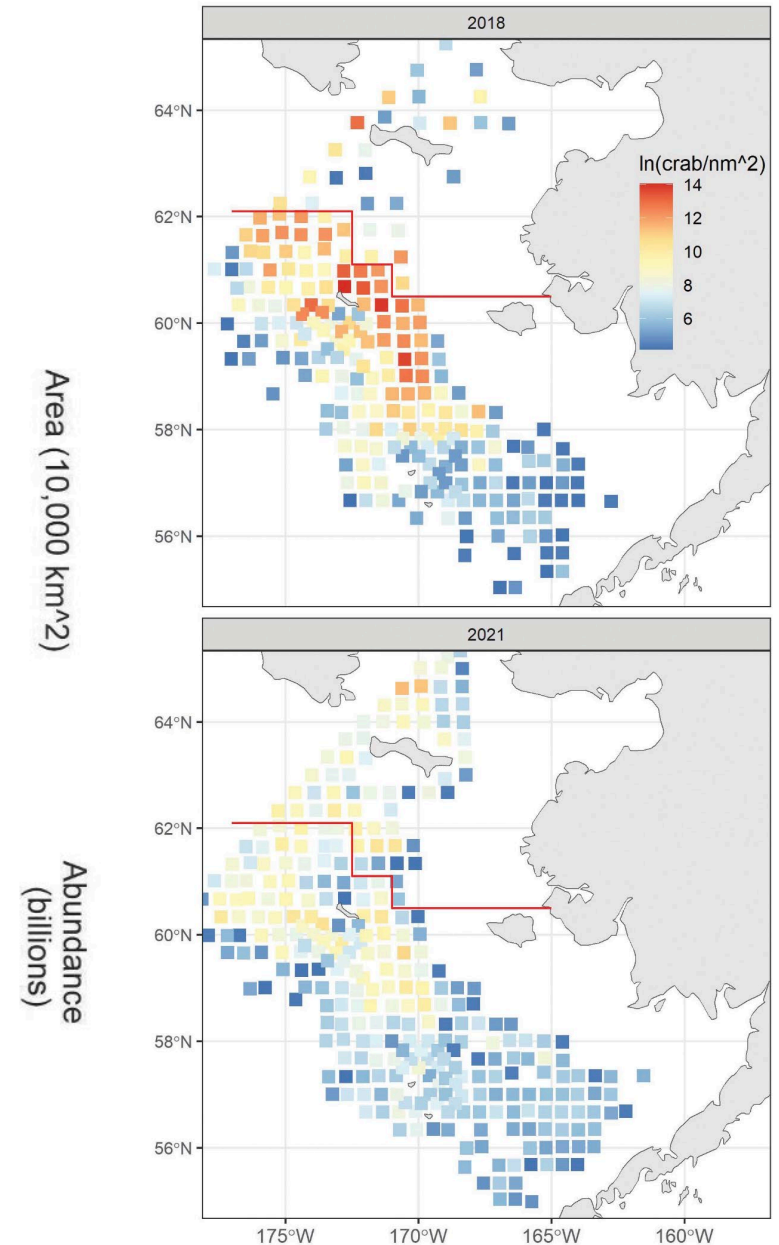 2018
64°N
62°N
60°N
58°N
56°N
ln(crab/nm^2)
14
12
10
8
6
Area (10,000 km^2)
2021
64°N
62°N
60°N
58°N
56°N
Abundance
(billions)
175°W
170°W
165°W
160°W